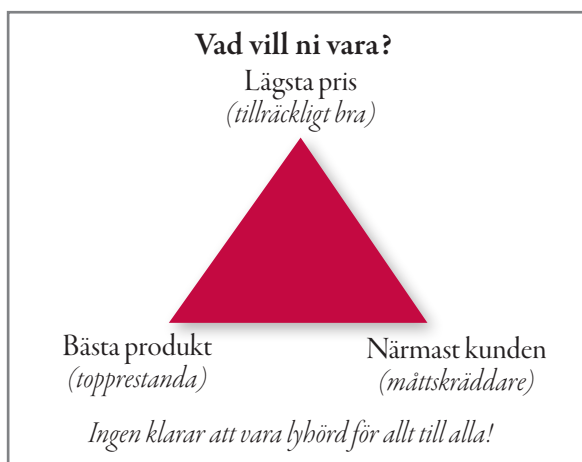 Vad vill ni vara?
Lägsta pris
(tillräckligt bra)
Bästa produkt
(topprestanda)
Närmast kunden
(måttskräddare)
Ingen klarar att vara lyhörd för allt till alla!